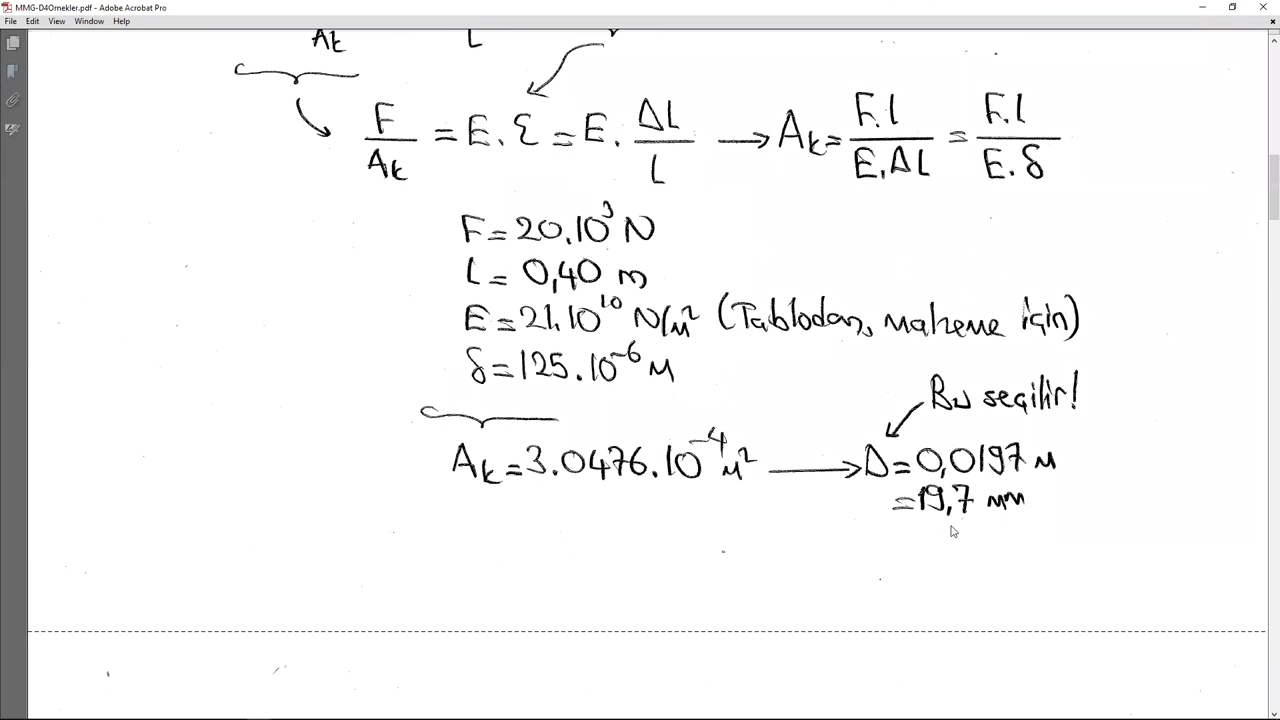 MMG-D4Ornekler.pdf - Adobe Acrobat Pro
File Edit View Window Help
Ak L
F/Ak = E.ε = E.ΔL/L → Ak = F.l/E.ΔL = F.l/E.δ
F=20.10³ N
L= 0,40 m
E=21.10¹⁰ N/m² (Tablodan, malzeme için)
δ=125.10⁻⁶ m
Bu seçilir!
Ak=3.0476.10⁻⁴ m² → D=0,0197 m
=19,7 mm